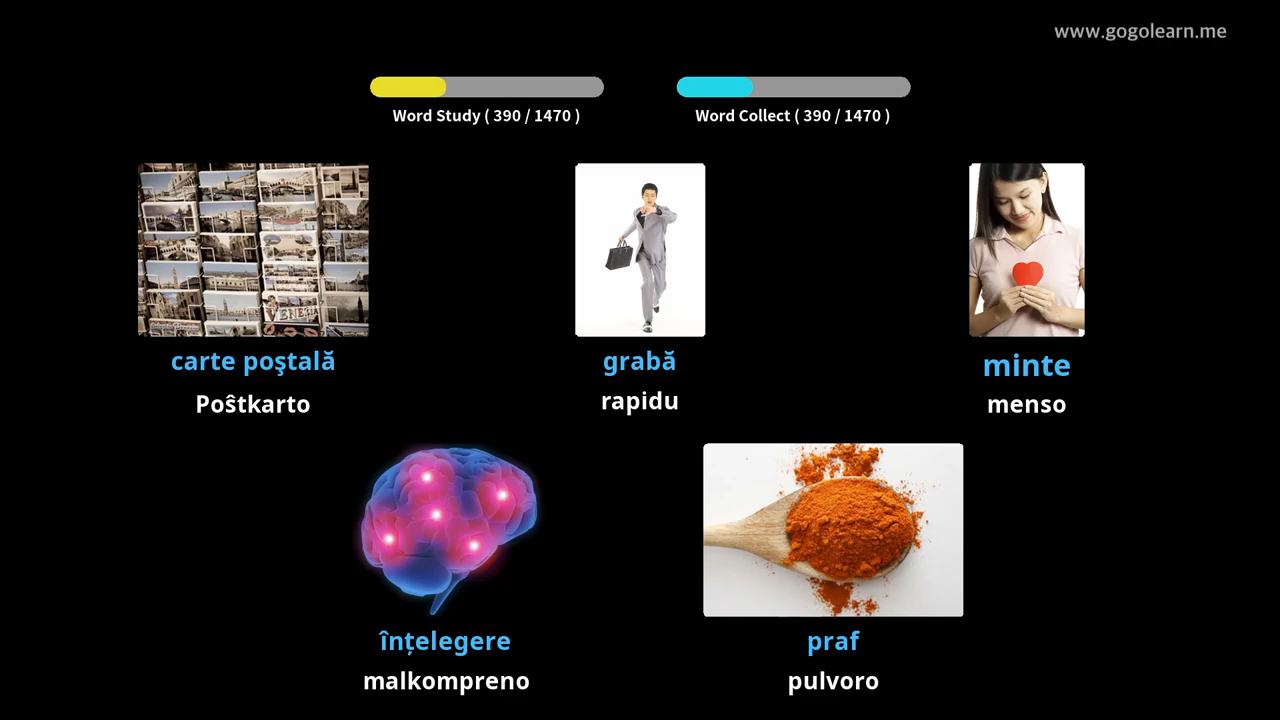 www.gogolearn.me
Word Study ( 390 / 1470 )
Word Collect ( 390 / 1470 )
carte poştală
grabă
minte
Poŝtkarto
rapidu
menso
înțelegere
praf
malkompreno
pulvoro